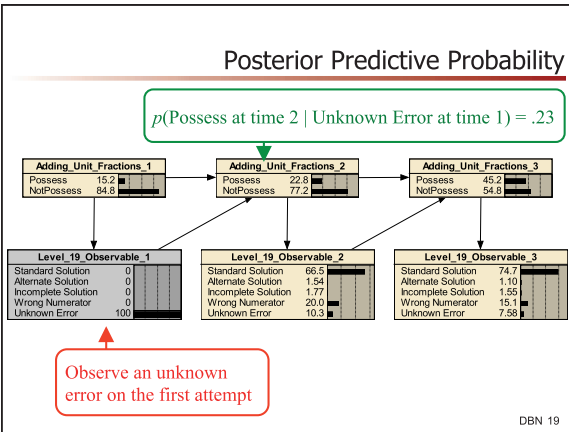 Posterior Predictive Probability
p(Possess at time 2 | Unknown Error at time 1) = .23
Adding_Unit_Fractions_1
Possess 15.2
NotPossess 84.8
Adding_Unit_Fractions_2
Possess 22.8
NotPossess 77.2
Adding_Unit_Fractions_3
Possess 45.2
NotPossess 54.8
Level_19_Observable_1
Standard Solution 0
Alternate Solution 0
Incomplete Solution 0
Wrong Numerator 0
Unknown Error 100
Level_19_Observable_2
Standard Solution 66.5
Alternate Solution 1.54
Incomplete Solution 1.77
Wrong Numerator 20.0
Unknown Error 10.3
Level_19_Observable_3
Standard Solution 74.7
Alternate Solution 1.10
Incomplete Solution 1.55
Wrong Numerator 15.1
Unknown Error 7.58
Observe an unknown
error on the first attempt
DBN 19